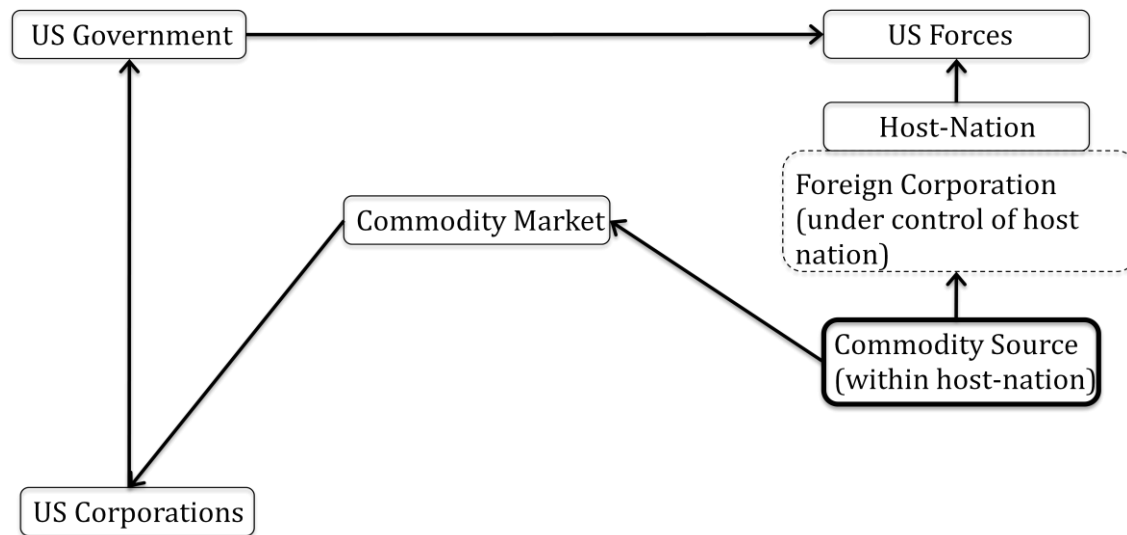 US Government
US Forces
Host-Nation
Foreign Corporation
(under control of host
nation)
Commodity Market
Commodity Source
(within host-nation)
US Corporations